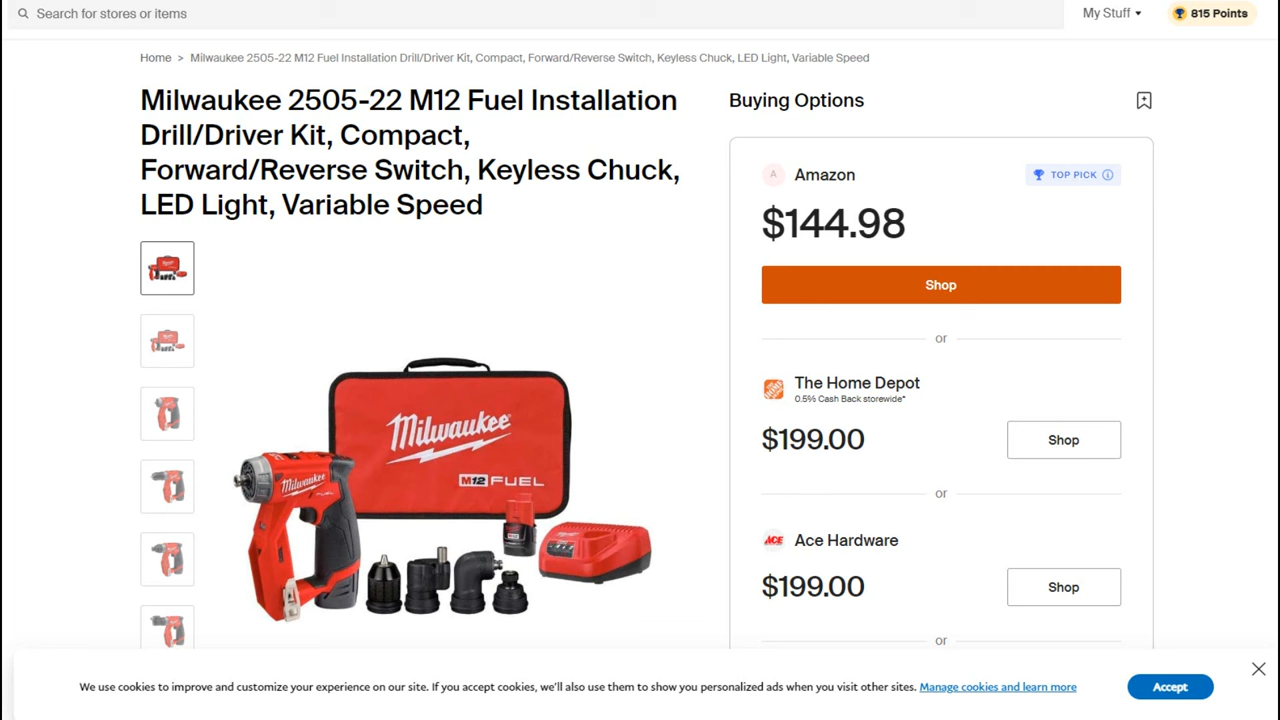 Search for stores or items
My Stuff
815 Points
Home > Milwaukee 2505-22 M12 Fuel Installation Drill/Driver Kit, Compact, Forward/Reverse Switch, Keyless Chuck, LED Light, Variable Speed
Milwaukee 2505-22 M12 Fuel Installation
Drill/Driver Kit, Compact,
Forward/Reverse Switch, Keyless Chuck,
LED Light, Variable Speed
Milwaukee
M12 FUEL
Milwaukee
Buying Options
A Amazon
TOP PICK
$144.98
Shop
or
The Home Depot
0.5% Cash Back storewide*
$199.00
Shop
or
ACE Ace Hardware
$199.00
Shop
or
We use cookies to improve and customize your experience on our site. If you accept cookies, we'll also use them to show you personalized ads when you visit other sites. Manage cookies and learn more
Accept